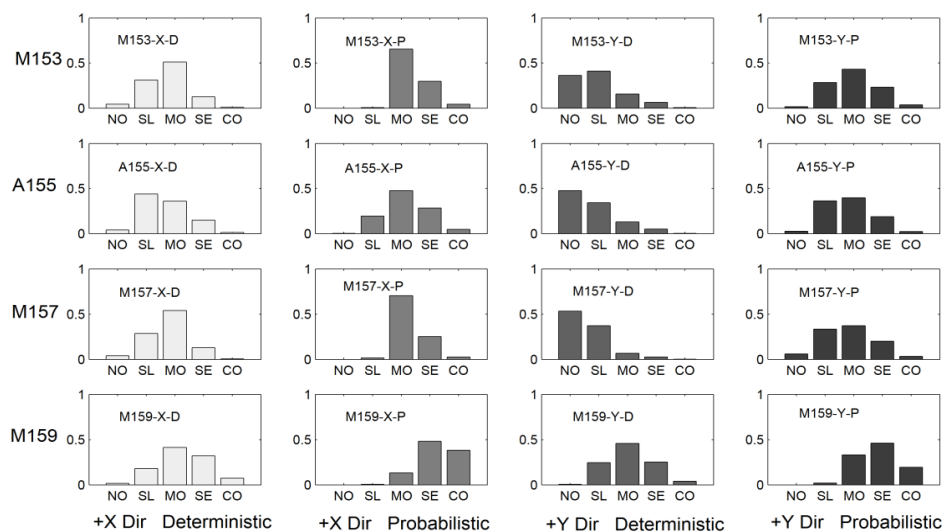 M153
1
0.5
0
M153-X-D
NO SL MO SE CO
1
0.5
0
M153-X-P
NO SL MO SE CO
1
0.5
0
M153-Y-D
NO SL MO SE CO
1
0.5
0
M153-Y-P
NO SL MO SE CO
A155
1
0.5
0
A155-X-D
NO SL MO SE CO
1
0.5
0
A155-X-P
NO SL MO SE CO
1
0.5
0
A155-Y-D
NO SL MO SE CO
1
0.5
0
A155-Y-P
NO SL MO SE CO
M157
1
0.5
0
M157-X-D
NO SL MO SE CO
1
0.5
0
M157-X-P
NO SL MO SE CO
1
0.5
0
M157-Y-D
NO SL MO SE CO
1
0.5
0
M157-Y-P
NO SL MO SE CO
M159
1
0.5
0
M159-X-D
NO SL MO SE CO
1
0.5
0
M159-X-P
NO SL MO SE CO
1
0.5
0
M159-Y-D
NO SL MO SE CO
1
0.5
0
M159-Y-P
NO SL MO SE CO
+X Dir Deterministic
+X Dir Probabilistic
+Y Dir Deterministic
+Y Dir Probabilistic